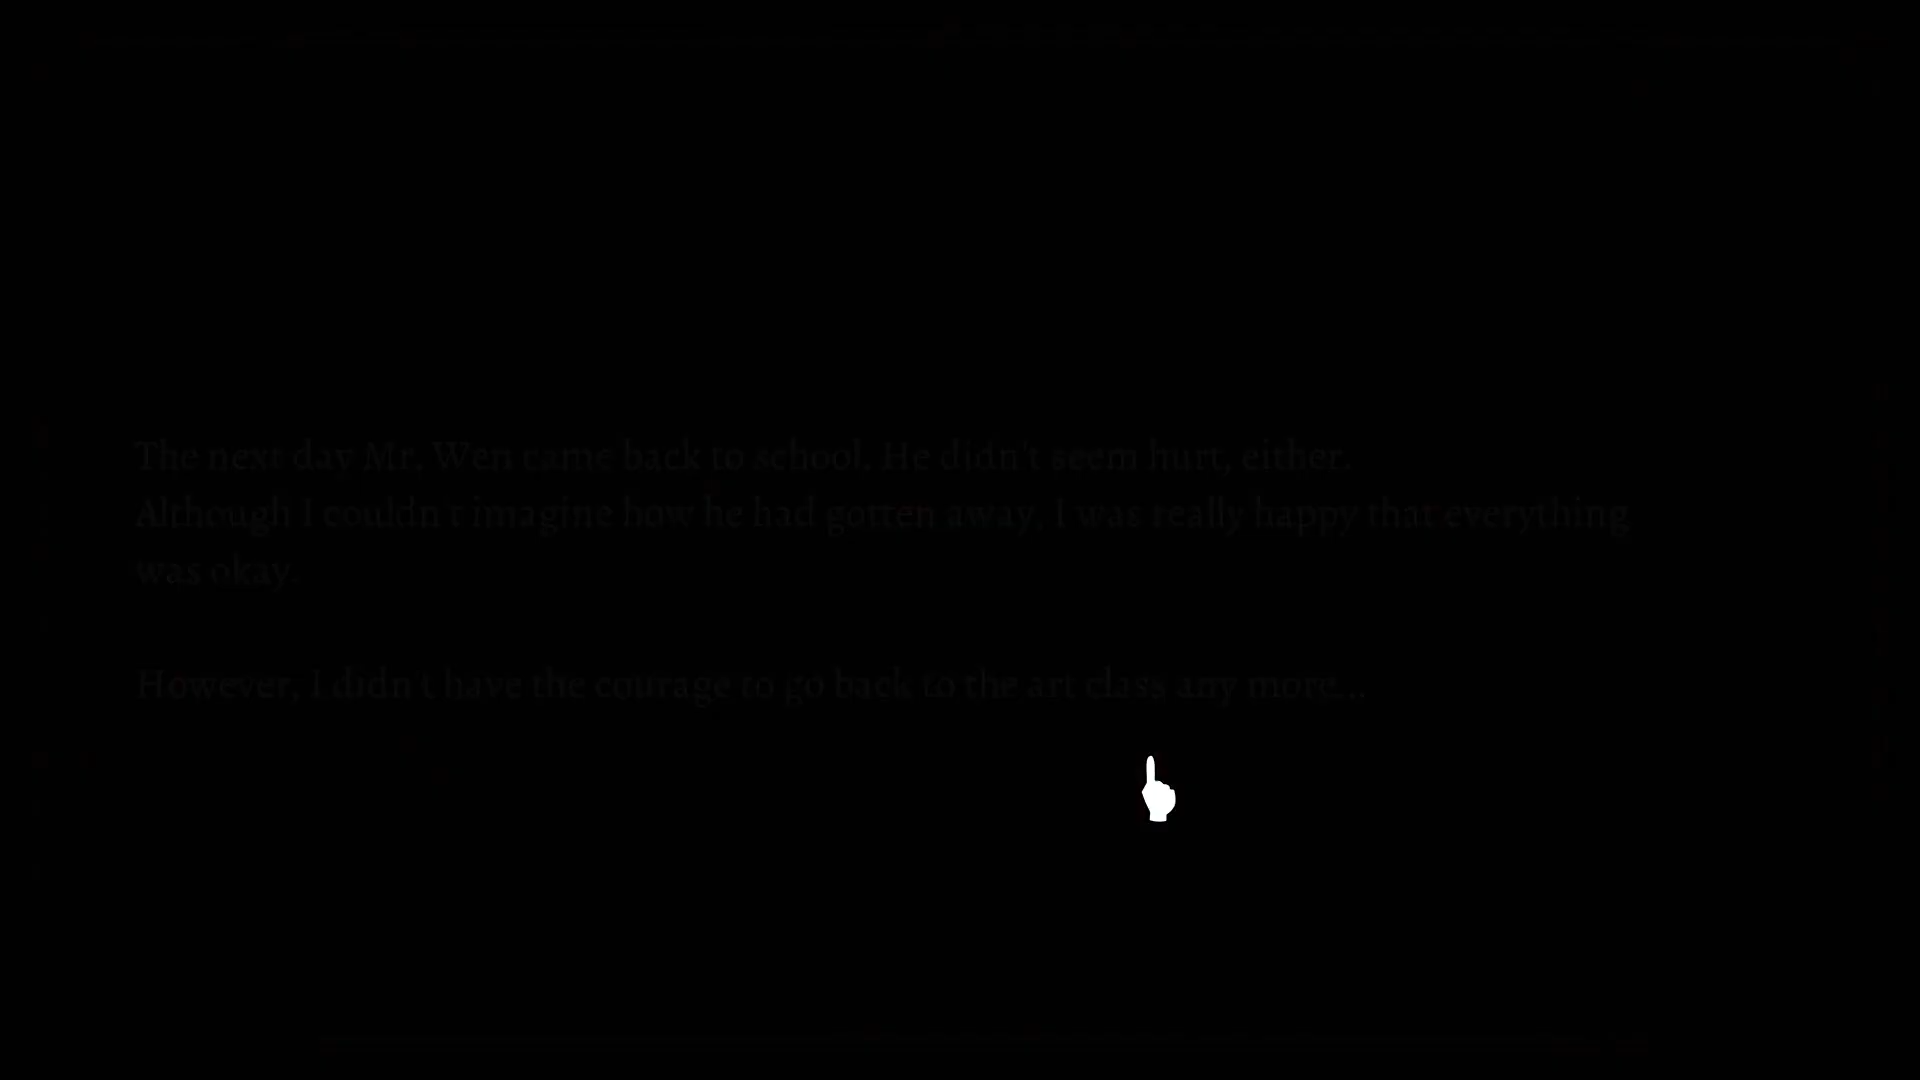 The next day Mr. Wen came back to school. He didn't seem hurt, either.
Although I couldn't imagine how he had gotten away, I was really happy that everything
was okay.
However, I didn't have the courage to go back to the art class any more...